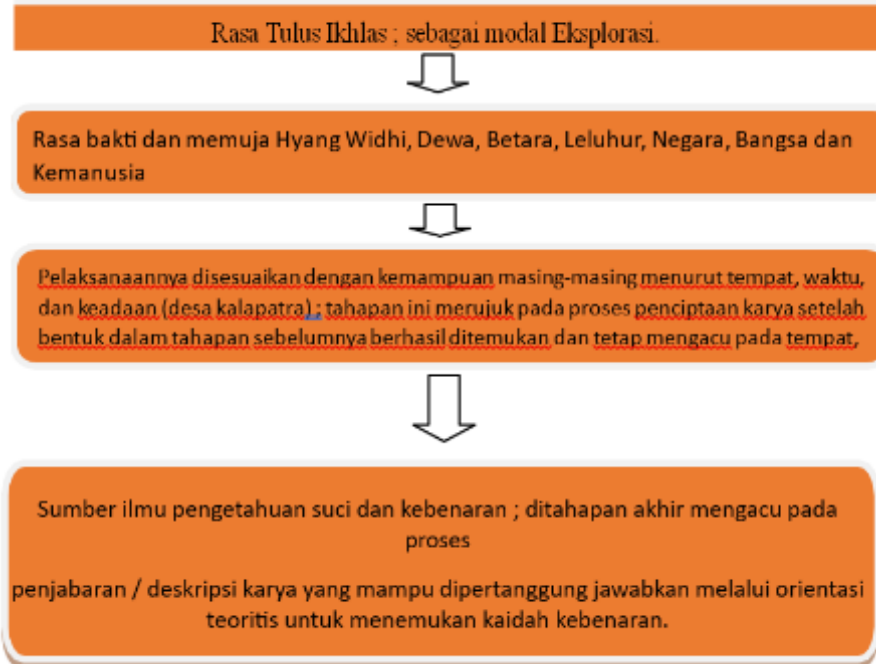 Rasa Tulus Ikhlas ; sebagai modal Eksplorasi.
Rasa bakti dan memuja Hyang Widhi, Dewa, Betara, Leluhur, Negara, Bangsa dan
Kemanusia
Pelaksanaannya disesuaikan dengan kemampuan masing-masing menurut tempat, waktu,
dan keadaan (desa kalapatra) ; tahapan ini merujuk pada proses penciptaan karya setelah
bentuk dalam tahapan sebelumnya berhasil ditemukan dan tetap mengacu pada tempat,
Sumber ilmu pengetahuan suci dan kebenaran ; ditahapan akhir mengacu pada
proses
penjabaran / deskripsi karya yang mampu dipertanggung jawabkan melalui orientasi
teoritis untuk menemukan kaidah kebenaran.